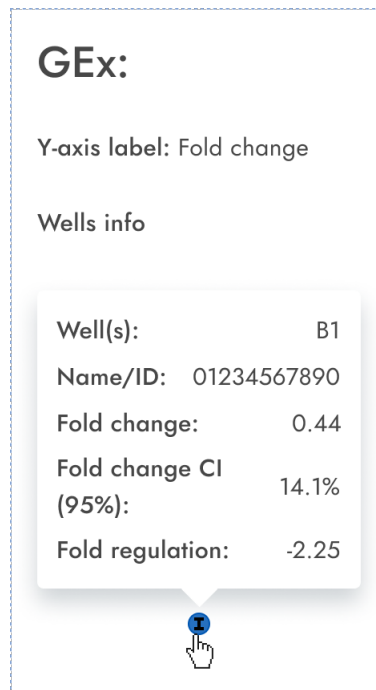 GEx:
Y-axis label: Fold change
Wells info
Well(s): B1
Name/ID: 01234567890
Fold change: 0.44
Fold change CI
(95%): 14.1%
Fold regulation: -2.25
I